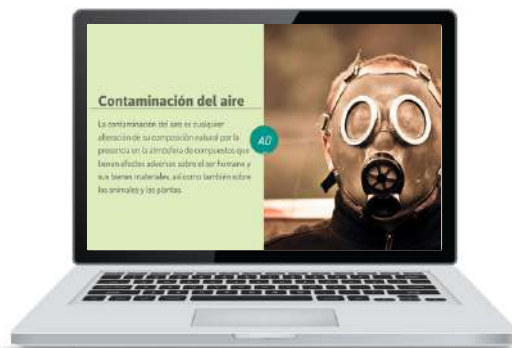 Contaminación del aire
La contaminación del aire es cualquier
alteración de su composición natural por la
presencia en la atmósfera de compuestos que
tienen efectos adversos sobre el ser humano y
sus bienes materiales, así como también sobre
los animales y las plantas.
AD